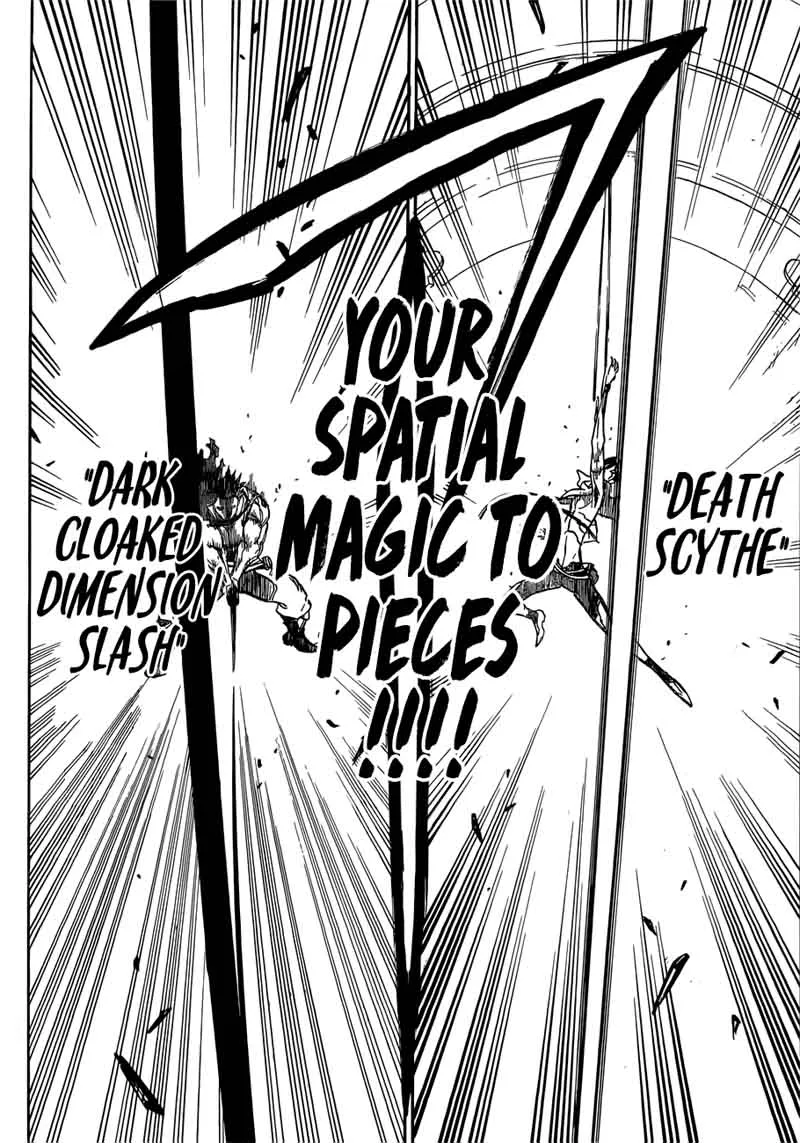 YOUR
SPATIAL
MAGIC TO
PIECES
!!!!
"DEATH
SCYTHE"
"DARK
CLOAKED
DIMENSION
SLASH"